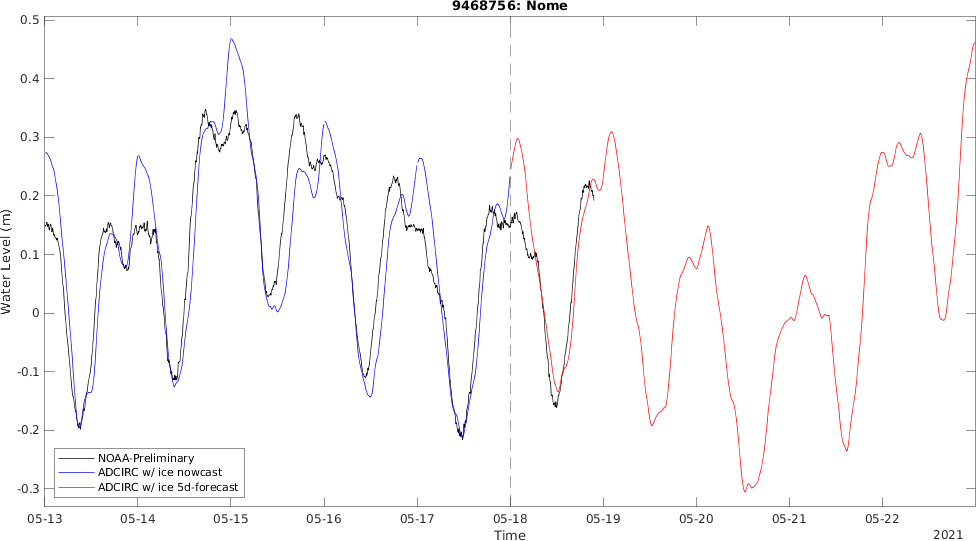 9468756: Nome
0.5
0.4
0.3
0.2
0.1
0
-0.1
-0.2
-0.3
Water Level (m)
NOAA-Preliminary
ADCIRC w/ ice nowcast
ADCIRC w/ ice 5d-forecast
05-13 05-14 05-15 05-16 05-17 05-18 05-19 05-20 05-21 05-22
Time
2021